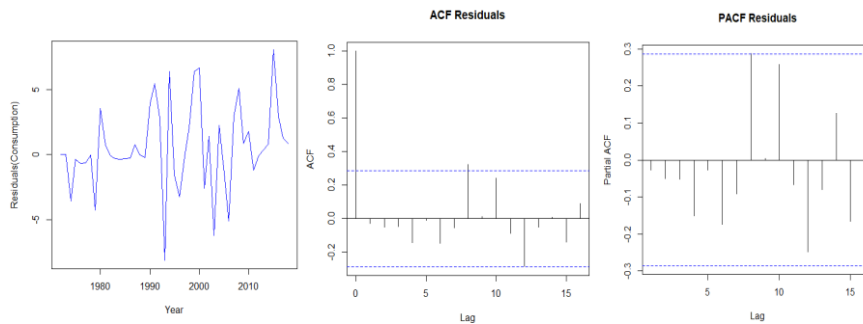 Residuals(Consumption)
5
0
-5
1980 1990 2000 2010
Year
ACF Residuals
ACF
1.0
0.8
0.6
0.4
0.2
0.0
-0.2
0 5 10 15
Lag
PACF Residuals
Partial ACF
0.3
0.2
0.1
0.0
-0.1
-0.2
-0.3
5 10 15
Lag